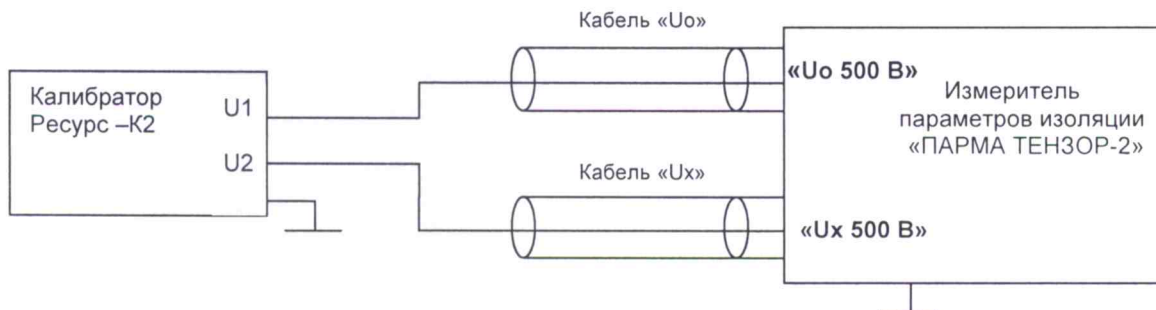 Кабель «Uo»
Калибратор
Ресурс –К2
U1
U2
«Uo 500 В»
Измеритель
параметров изоляции
«ПАРМА ТЕНЗОР-2»
Кабель «Ux»
«Ux 500 В»